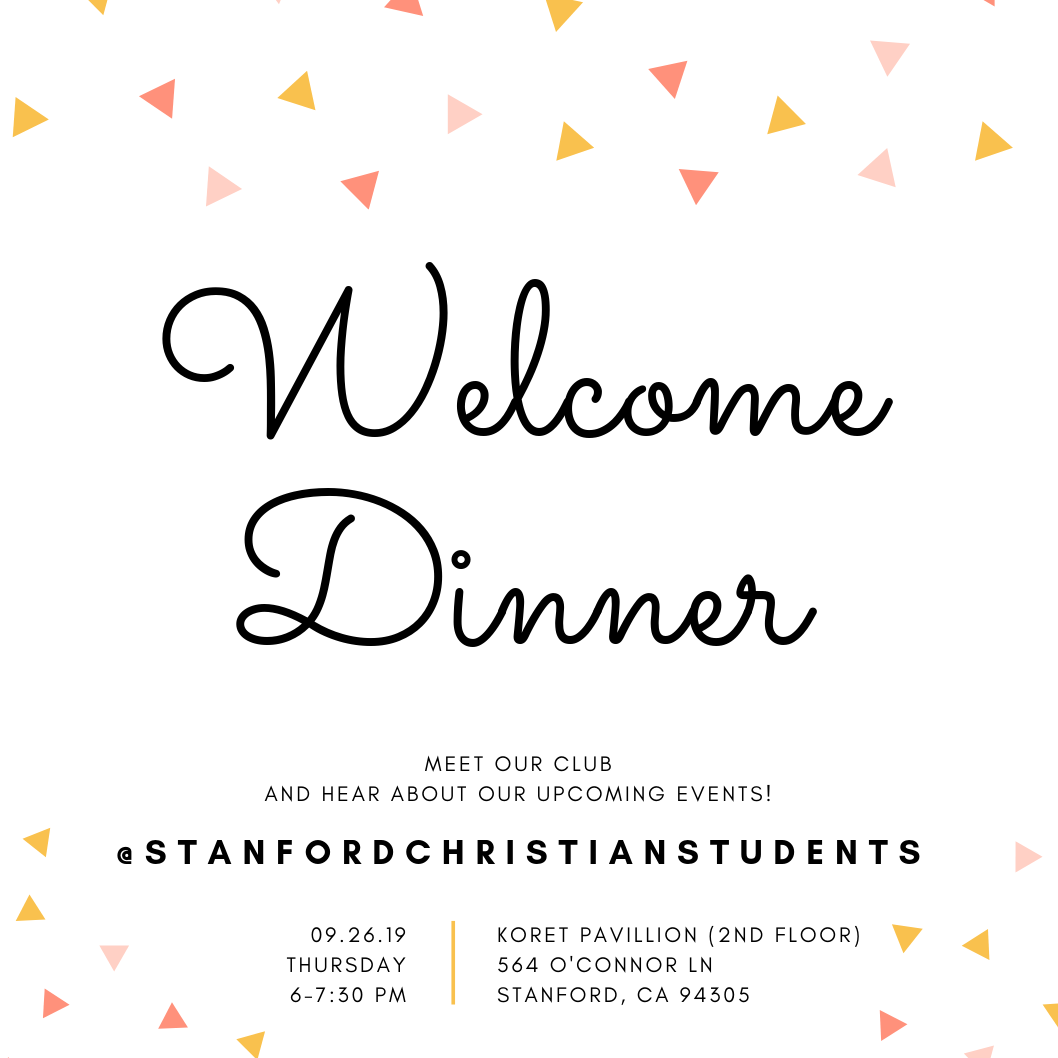 Welcome
Dinner
MEET OUR CLUB
AND HEAR ABOUT OUR UPCOMING EVENTS!
@STANFORDCHRISTIANSTUDENTS
09.26.19
THURSDAY
6-7:30 PM
KORET PAVILLION (2ND FLOOR)
564 O'CONNOR LN
STANFORD, CA 94305